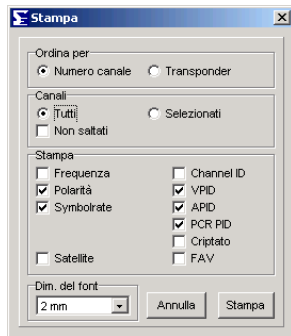 Stampa
Ordina per
Numero canale Transponder
Canali
Tutti Selezionati
Non saltati
Stampa
Frequenza Channel ID
Polarità VPID
Symbolrate APID
PCR PID
Criptato
Satellite FAV
Dim. del font
2 mm Annulla Stampa